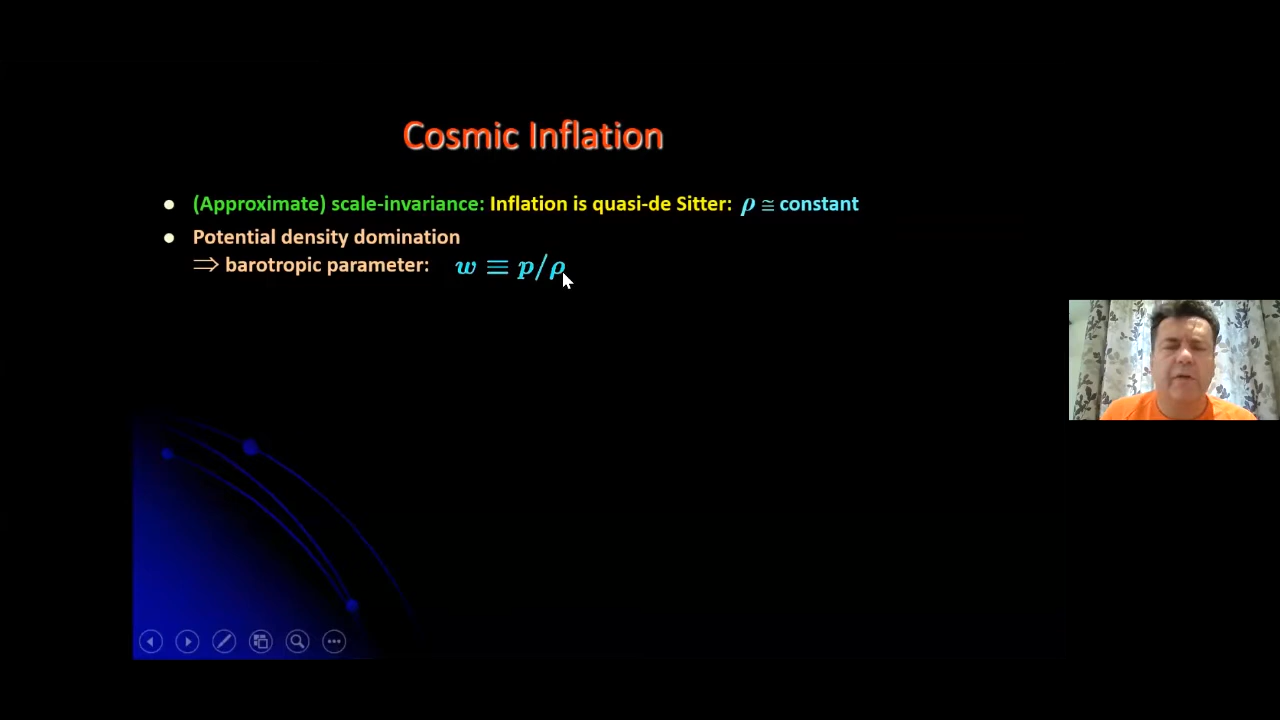 Cosmic Inflation
● (Approximate) scale-invariance: Inflation is quasi-de Sitter: ρ ≅ constant
● Potential density domination
⟹ barotropic parameter: w ≡ p/ρ